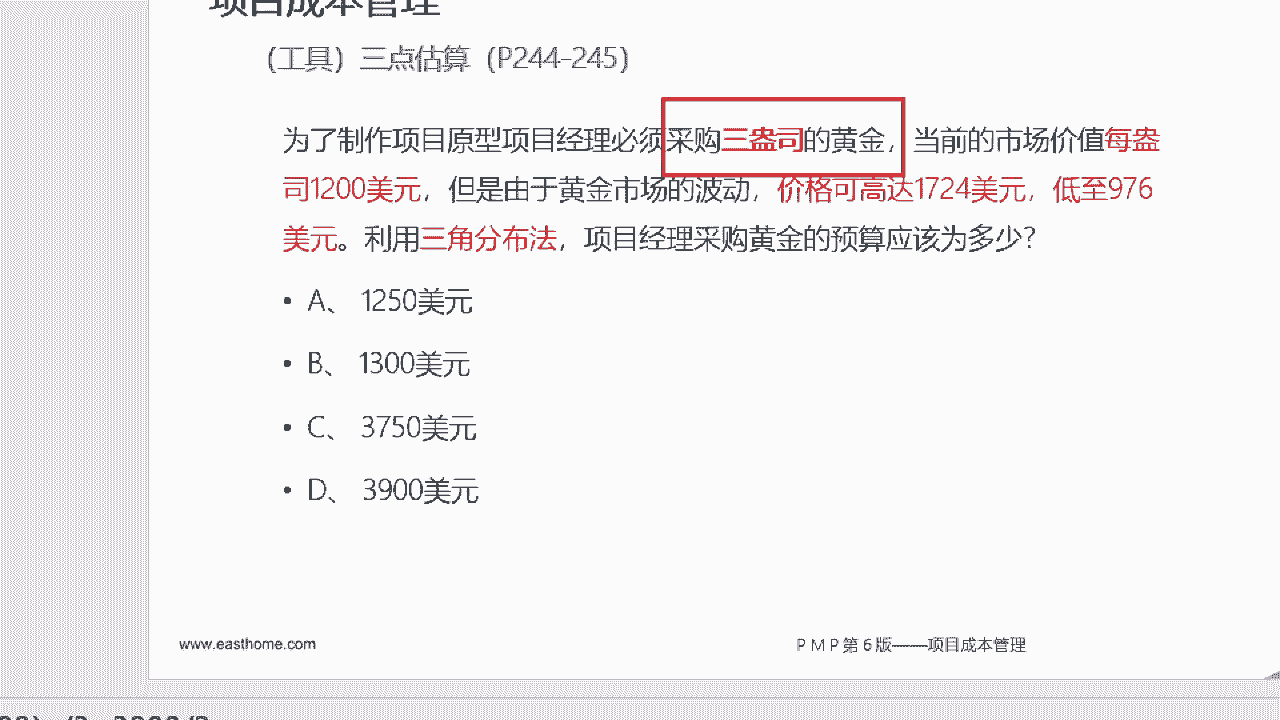 项目成本管理
(工具) 三点估算 (P244-245)
为了制作项目原型项目经理必须采购三盎司的黄金，当前的市场价值每盎
司1200美元，但是由于黄金市场的波动，价格可高达1724美元，低至976
美元。利用三角分布法，项目经理采购黄金的预算应该为多少?
• A、 1250美元
• B、 1300美元
• C、 3750美元
• D、 3900美元
www.easthome.com
PMP第6版——项目成本管理